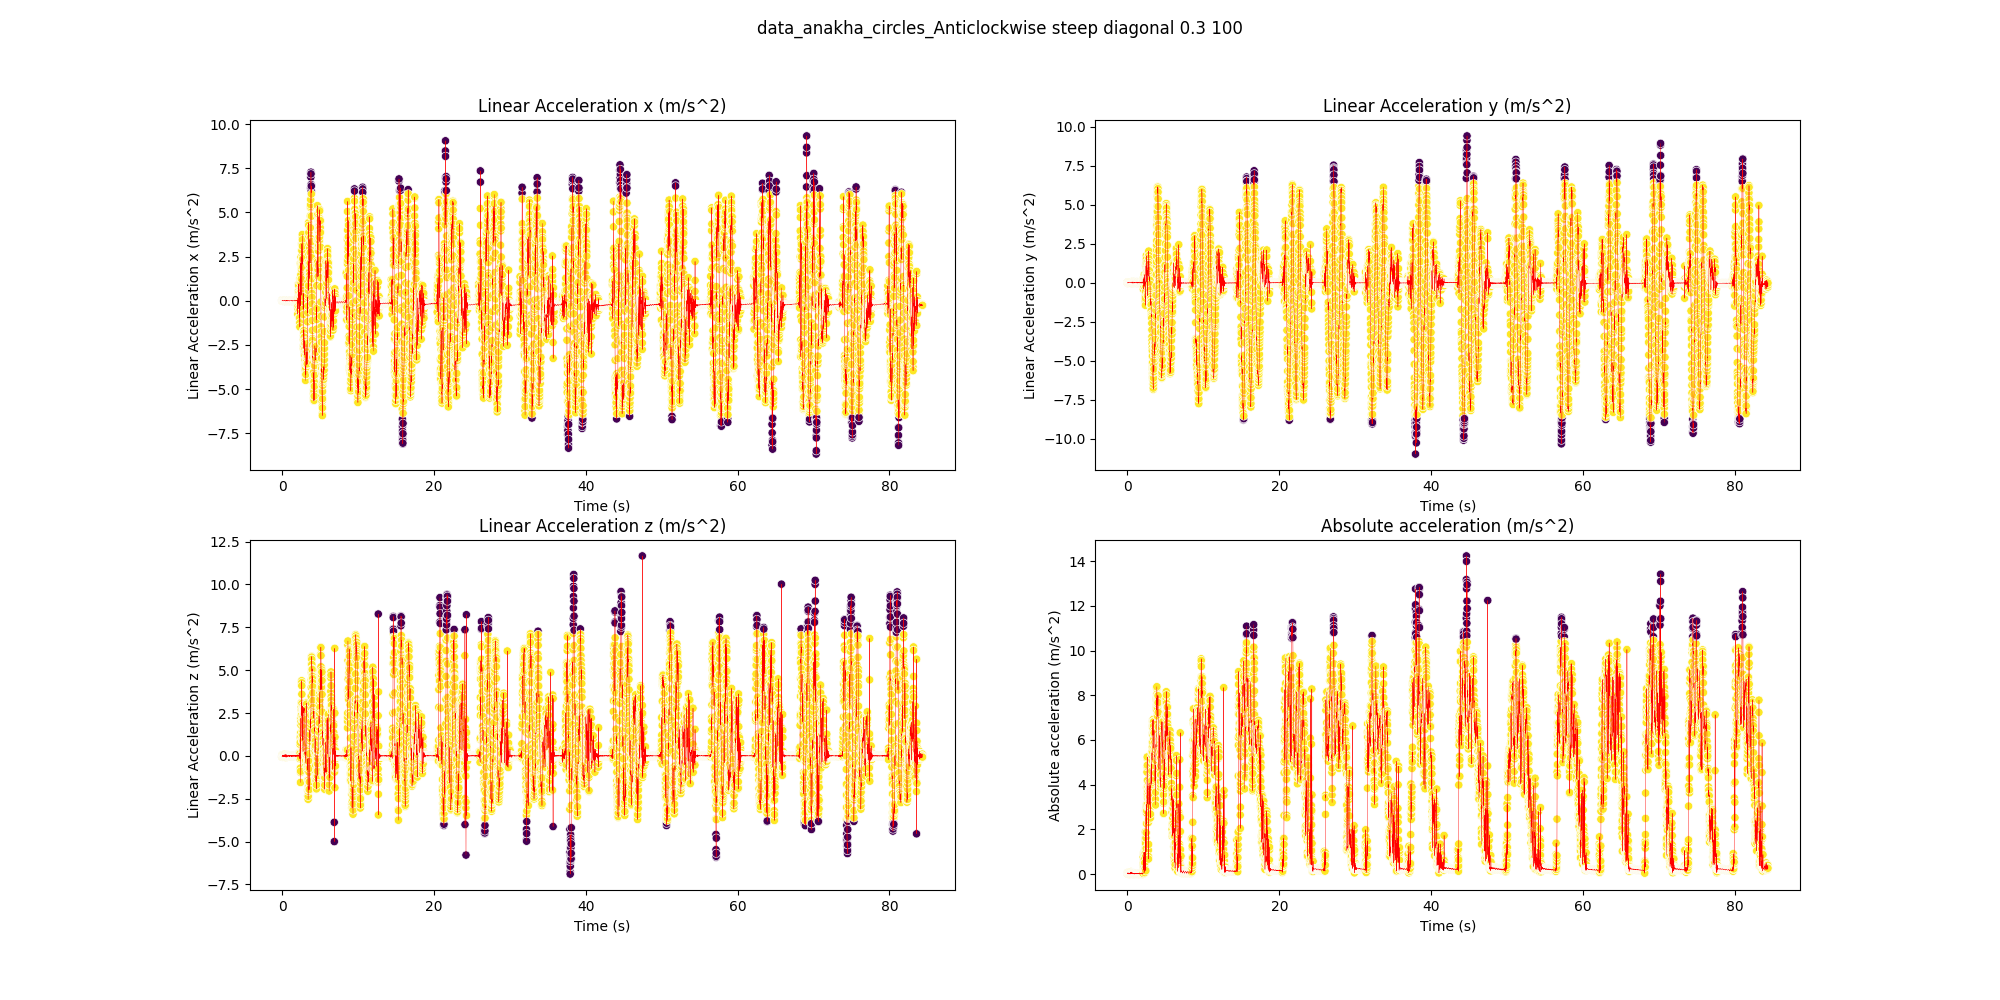 data_anakha_circles_Anticlockwise steep diagonal 0.3 100
Linear Acceleration x (m/s^2)
Linear Acceleration x (m/s^2)
10.0
7.5
5.0
2.5
0.0
−2.5
−5.0
−7.5
0 20 40 60 80
Time (s)
Linear Acceleration y (m/s^2)
Linear Acceleration y (m/s^2)
10.0
7.5
5.0
2.5
0.0
−2.5
−5.0
−7.5
−10.0
0 20 40 60 80
Time (s)
Linear Acceleration z (m/s^2)
Linear Acceleration z (m/s^2)
12.5
10.0
7.5
5.0
2.5
0.0
−2.5
−5.0
−7.5
0 20 40 60 80
Time (s)
Absolute acceleration (m/s^2)
Absolute acceleration (m/s^2)
14
12
10
8
6
4
2
0
0 20 40 60 80
Time (s)